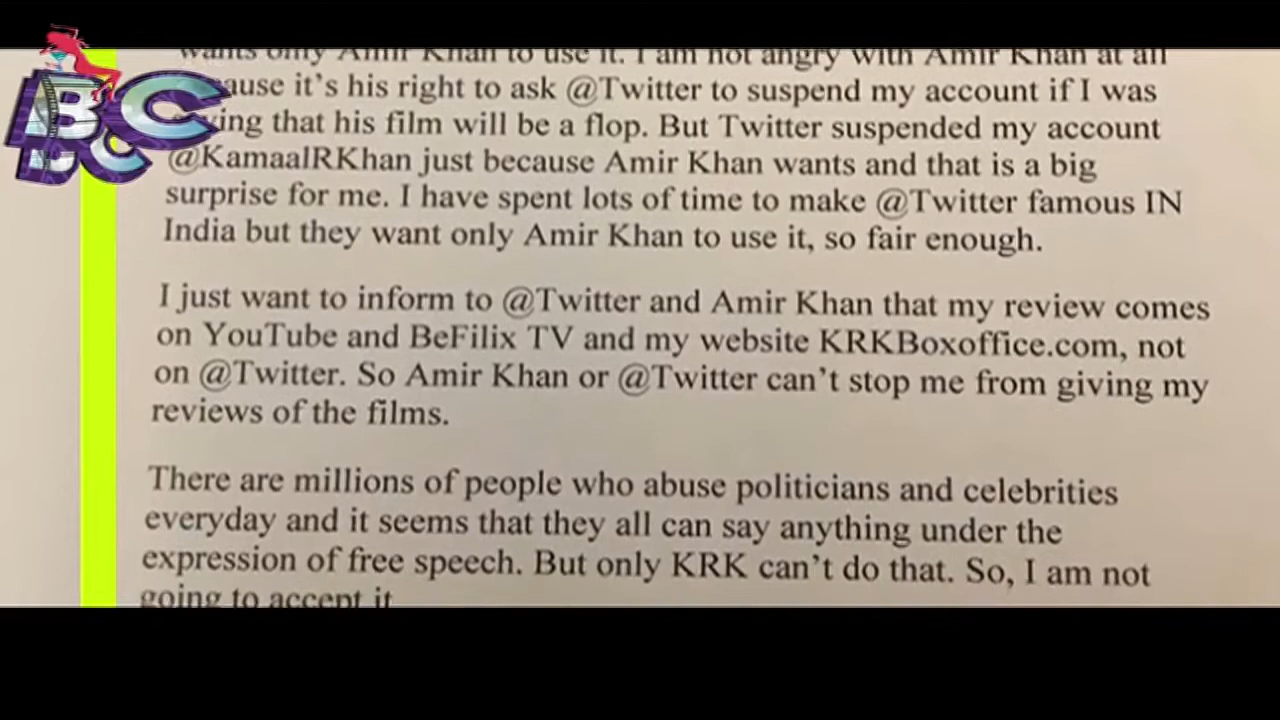 BC
wants only Amir Khan to use it. I am not angry with Amir Khan at all
ause it's his right to ask @Twitter to suspend my account if I was
ing that his film will be a flop. But Twitter suspended my account
@KamaalRKhan just because Amir Khan wants and that is a big
surprise for me. I have spent lots of time to make @Twitter famous IN
India but they want only Amir Khan to use it, so fair enough.
I just want to inform to @Twitter and Amir Khan that my review comes
on YouTube and BeFilix TV and my website KRKBoxoffice.com, not
on @Twitter. So Amir Khan or @Twitter can't stop me from giving my
reviews of the films.
There are millions of people who abuse politicians and celebrities
everyday and it seems that they all can say anything under the
expression of free speech. But only KRK can't do that. So, I am not
going to accept it